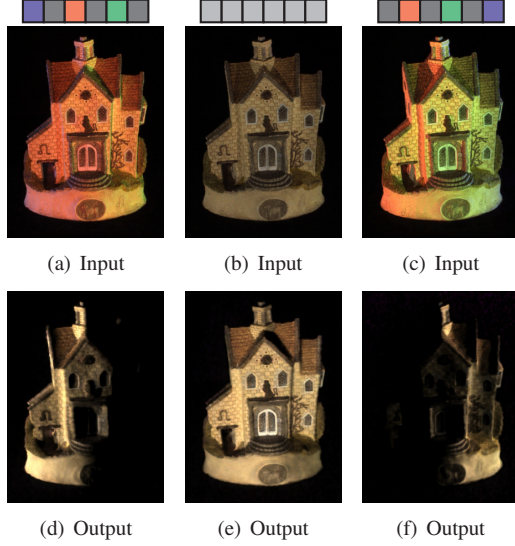 (a) Input
(b) Input
(c) Input
(d) Output
(e) Output
(f) Output